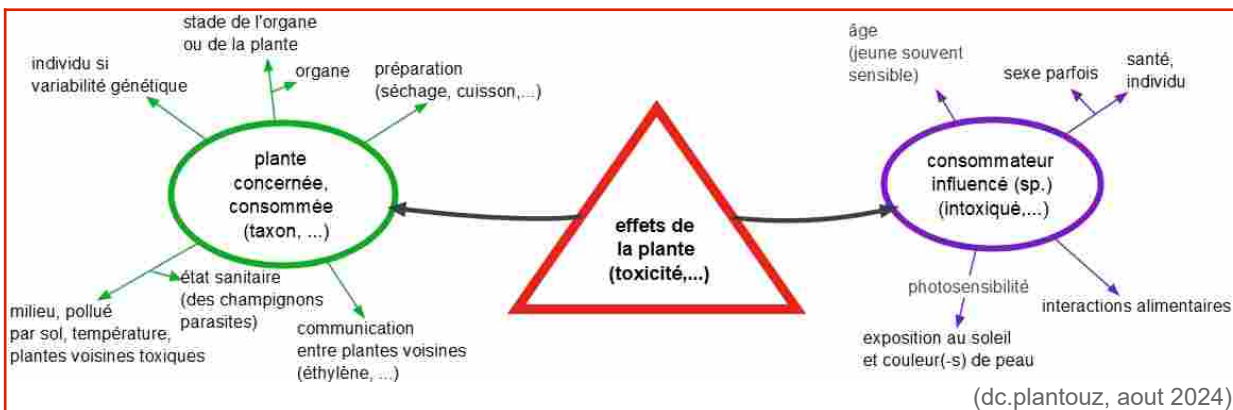 stade de l'organe
ou de la plante
individu si
variabilité génétique
organe
préparation
(séchage, cuisson,...)
plante
concernée,
consommée
(taxon, ...)
état sanitaire
(des champignons
parasites)
milieu, pollué
par sol, température,
plantes voisines toxiques
communication
entre plantes voisines
(éthylène, ...)
effets de
la plante
(toxicité,...)
âge
(jeune souvent
sensible)
sexe parfois
santé,
individu
consommateur
influencé (sp.)
(intoxiqué,...)
photosensibilité
exposition au soleil
et couleur(-s) de peau
interactions alimentaires
(dc.plantouz, aout 2024)